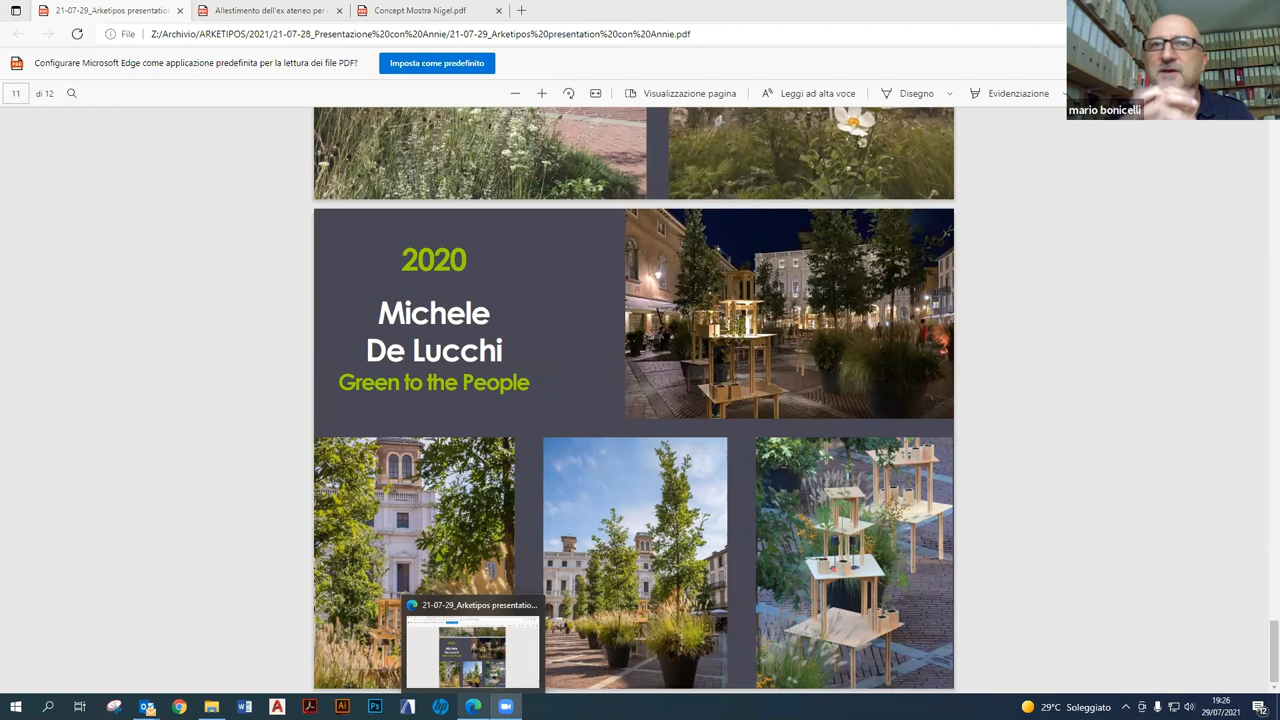 21-07-29_Arketipos presentation
Allestimento dell'ex ateneo per a
Concept Mostra Nigel.pdf
File
Z:/Archivio/ARKETIPOS/2021/21-07-28_Presentazione%20con%20Annie/21-07-29_Arketipos%20presentation%20con%20Annie.pdf
Configurare Microsoft Edge come applicazione predefinita per la lettura dei file PDF?
Imposta come predefinito
11 di 12
Visualizzazione pagina
Leggi ad alta voce
Disegno
Evidenziazione
mario bonicelli
2020
Michele
De Lucchi
Green to the People
21-07-29_Arketipos presentatio...
29°C Soleggiato
19:26
29/07/2021
12